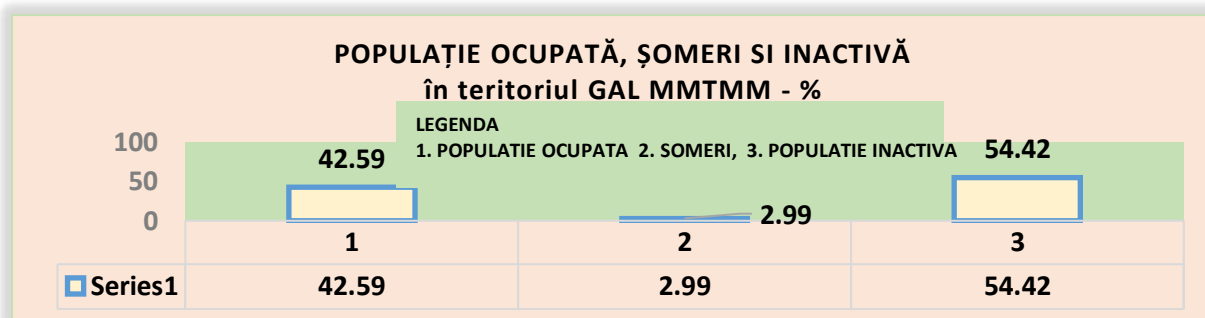 POPULAȚIE OCUPATĂ, ȘOMERI SI INACTIVĂ
în teritoriul GAL MMTMM - %
LEGENDA
1. POPULATIE OCUPATA 2. SOMERI, 3. POPULATIE INACTIVA
100
50
0
42.59
2.99
54.42
1 2 3
Series1 42.59 2.99 54.42